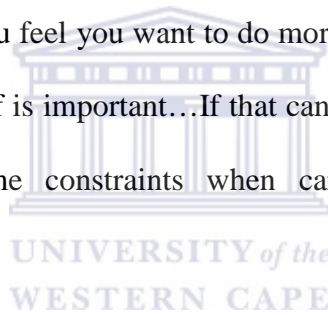 u feel you want to do mor
f is important…If that can
ne constraints when ca
UNIVERSITY of the
WESTERN CAPE